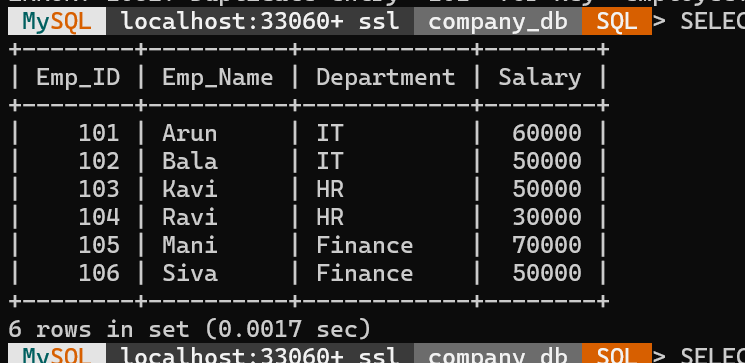 MySQL localhost:33060+ ssl company_db SQL > SELEC
+--------+----------+------------+--------+
| Emp_ID | Emp_Name | Department | Salary |
+--------+----------+------------+--------+
| 101 | Arun | IT | 60000 |
| 102 | Bala | IT | 50000 |
| 103 | Kavi | HR | 50000 |
| 104 | Ravi | HR | 30000 |
| 105 | Mani | Finance | 70000 |
| 106 | Siva | Finance | 50000 |
+--------+----------+------------+--------+
6 rows in set (0.0017 sec)
MySQL localhost:33060+ ssl company_db SQL > SELEC